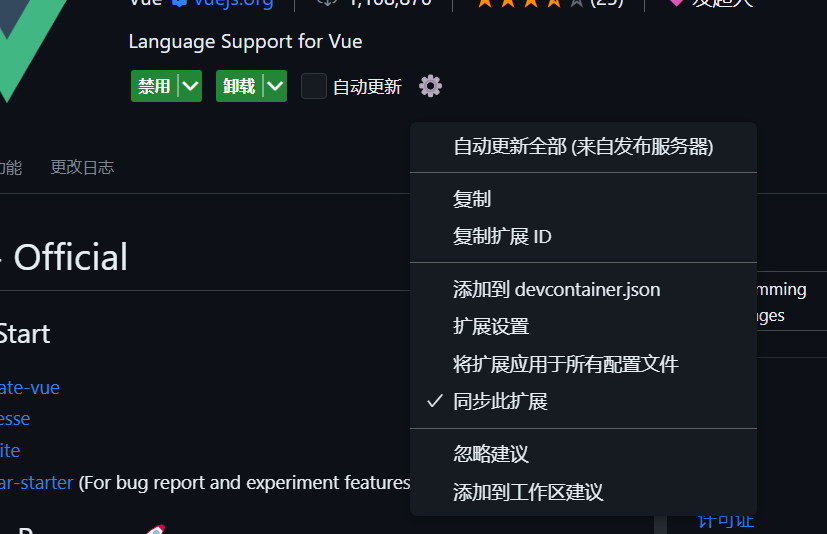 Vue vuejs.org 1,168,870 (25) 发起人
Language Support for Vue
禁用 卸载 自动更新
功能 更改日志
自动更新全部 (来自发布服务器)
复制
复制扩展 ID
添加到 devcontainer.json
扩展设置
将扩展应用于所有配置文件
同步此扩展
忽略建议
添加到工作区建议
- Official
Start
ate-vue
esse
ite
ar-starter (For bug report and experiment features
mming
ges
许可证